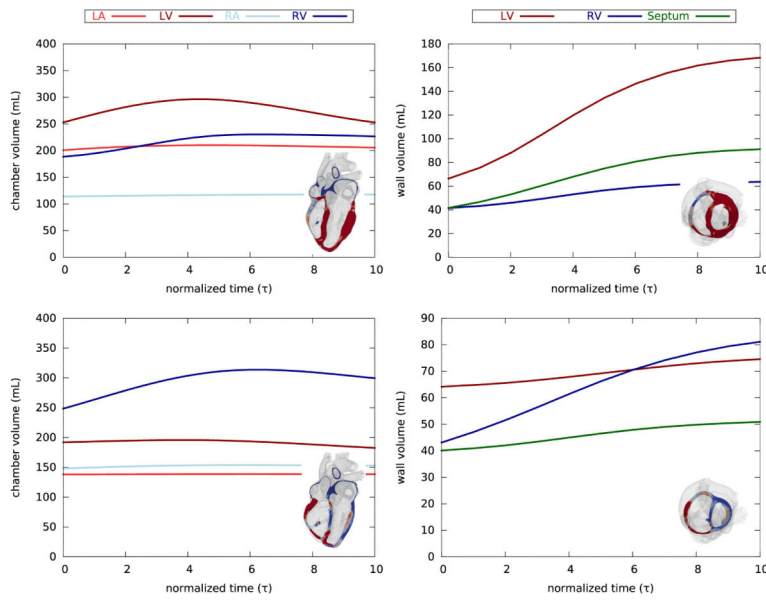 LA LV RA RV
400
350
300
250
200
150
100
50
0
chamber volume (mL)
0 2 4 6 8 10
normalized time (τ)
LV RV Septum
180
160
140
120
100
80
60
40
20
0
wall volume (mL)
0 2 4 6 8 10
normalized time (τ)
400
350
300
250
200
150
100
50
0
chamber volume (mL)
0 2 4 6 8 10
normalized time (τ)
90
80
70
60
50
40
30
20
10
0
wall volume (mL)
0 2 4 6 8 10
normalized time (τ)